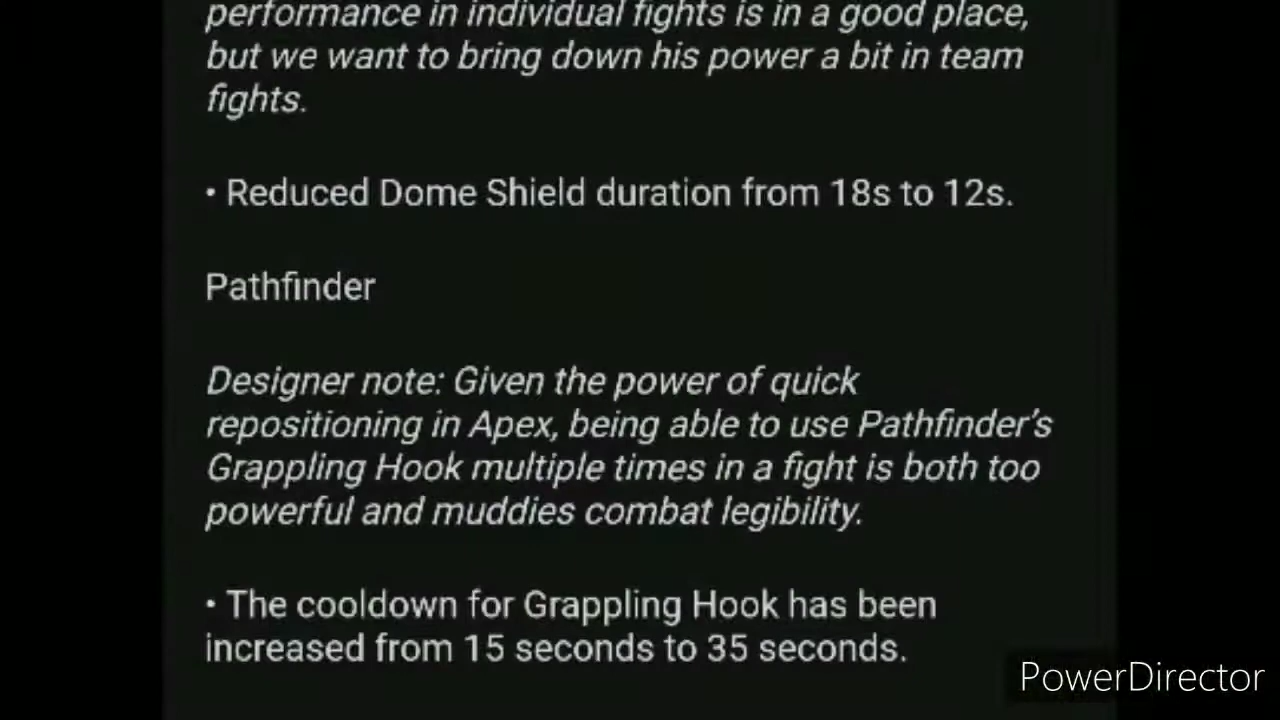 performance in individual fights is in a good place,
but we want to bring down his power a bit in team
fights.
• Reduced Dome Shield duration from 18s to 12s.
Pathfinder
Designer note: Given the power of quick
repositioning in Apex, being able to use Pathfinder’s
Grappling Hook multiple times in a fight is both too
powerful and muddies combat legibility.
• The cooldown for Grappling Hook has been
increased from 15 seconds to 35 seconds.
PowerDirector